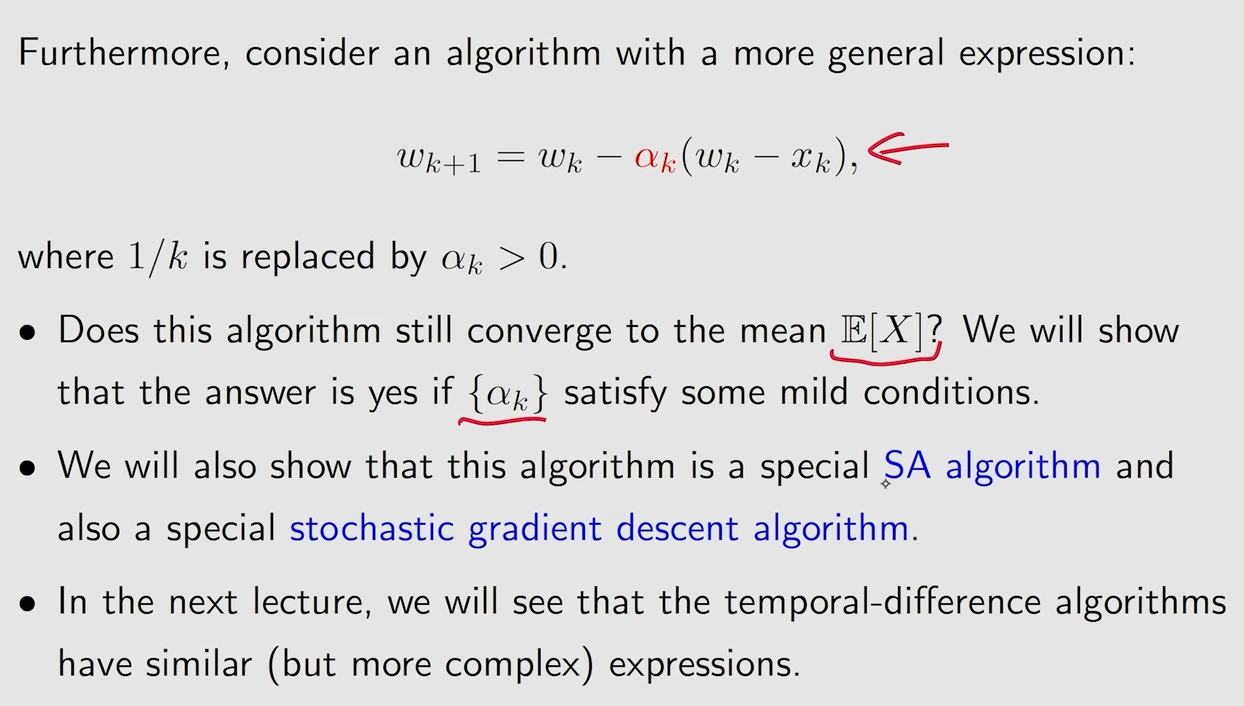 Furthermore, consider an algorithm with a more general expression:
w_{k+1} = w_k − α_k(w_k − x_k),
where 1/k is replaced by α_k > 0.
• Does this algorithm still converge to the mean 𝔼[X]? We will show
that the answer is yes if {α_k} satisfy some mild conditions.
• We will also show that this algorithm is a special SA algorithm and
also a special stochastic gradient descent algorithm.
• In the next lecture, we will see that the temporal-difference algorithms
have similar (but more complex) expressions.